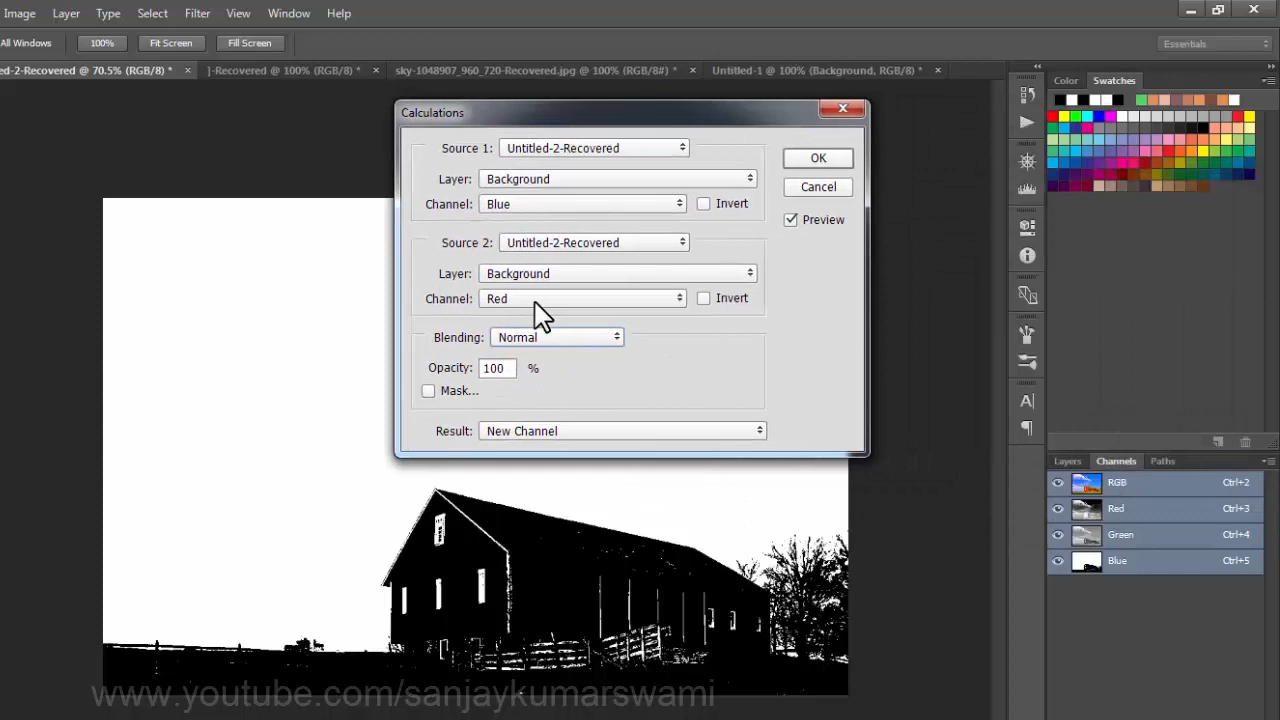 Image Layer Type Select Filter View Window Help
All Windows 100% Fit Screen Fill Screen Essentials
ed-2-Recovered @ 70.5% (RGB/8) * × ]-Recovered @ 100% (RGB/8) * × sky-1048907_960_720-Recovered.jpg @ 100% (RGB/8#) * × Untitled-1 @ 100% (Background, RGB/8) * ×
Color Swatches
Calculations
Source 1: Untitled-2-Recovered
OK
Layer: Background
Cancel
Channel: Blue Invert
Preview
Source 2: Untitled-2-Recovered
Layer: Background
Channel: Red Invert
Blending: Normal
Opacity: 100 %
Mask...
Result: New Channel
Layers Channels Paths
RGB Ctrl+2
Red Ctrl+3
Green Ctrl+4
Blue Ctrl+5
www.youtube.com/sanjaykumarswami